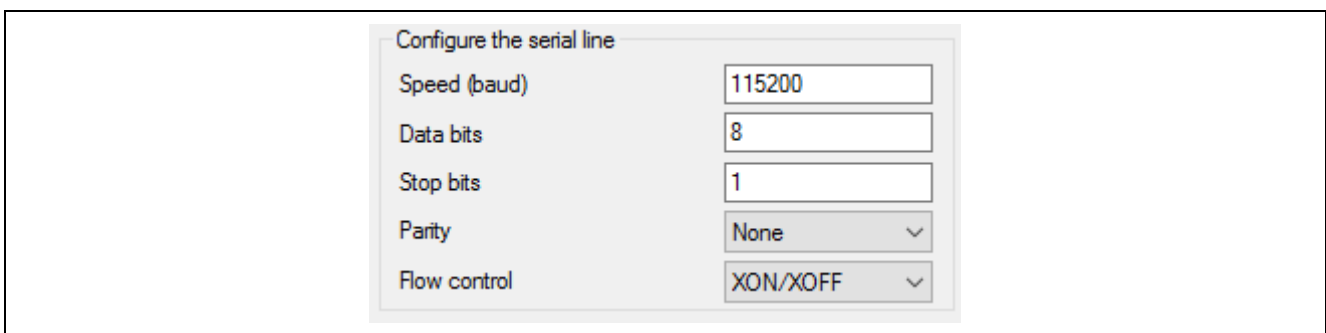 Configure the serial line
Speed (baud) 115200
Data bits 8
Stop bits 1
Parity None
Flow control XON/XOFF